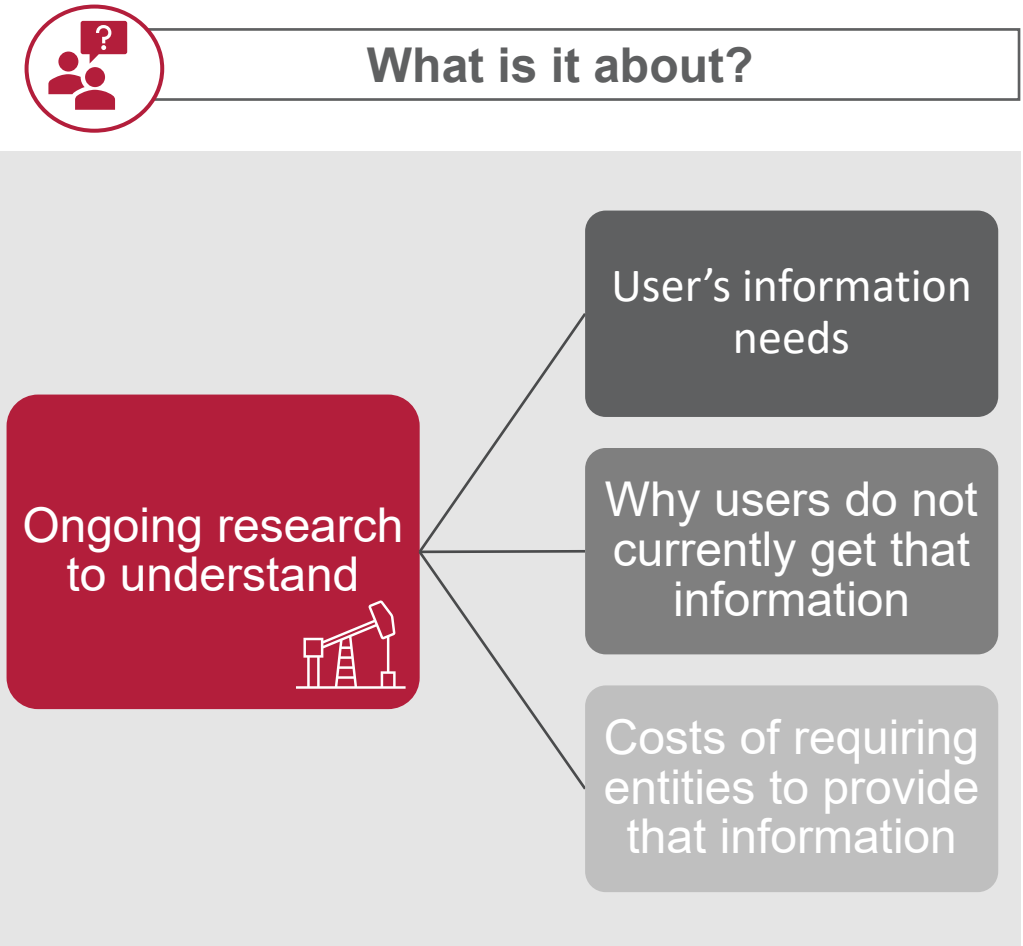 ?
What is it about?
User’s information
needs
Ongoing research
to understand
Why users do not
currently get that
information
Costs of requiring
entities to provide
that information